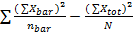 Σ (ΣX_bar)²/n_bar − (ΣX_tot)²/N